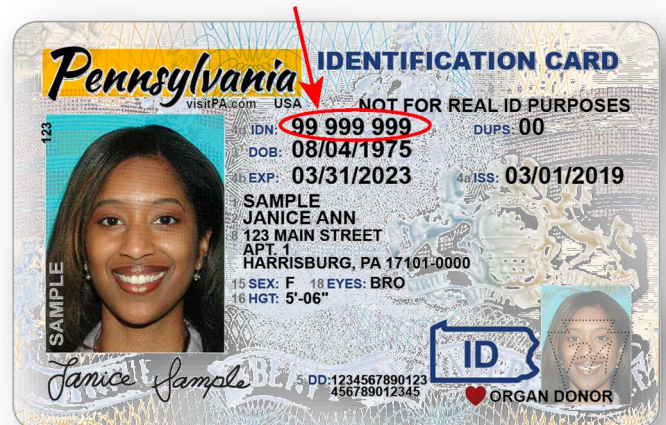 Pennsylvania
visitPA.com USA
IDENTIFICATION CARD
NOT FOR REAL ID PURPOSES
123
4d IDN: 99 999 999 DUPS: 00
DOB: 08/04/1975
4b EXP: 03/31/2023 4a ISS: 03/01/2019
SAMPLE
JANICE ANN
8 123 MAIN STREET
APT. 1
HARRISBURG, PA 17101-0000
15 SEX: F 18 EYES: BRO
16 HGT: 5'-06"
SAMPLE
Janice Sample
5 DD:1234567890123
456789012345
ID
ORGAN DONOR